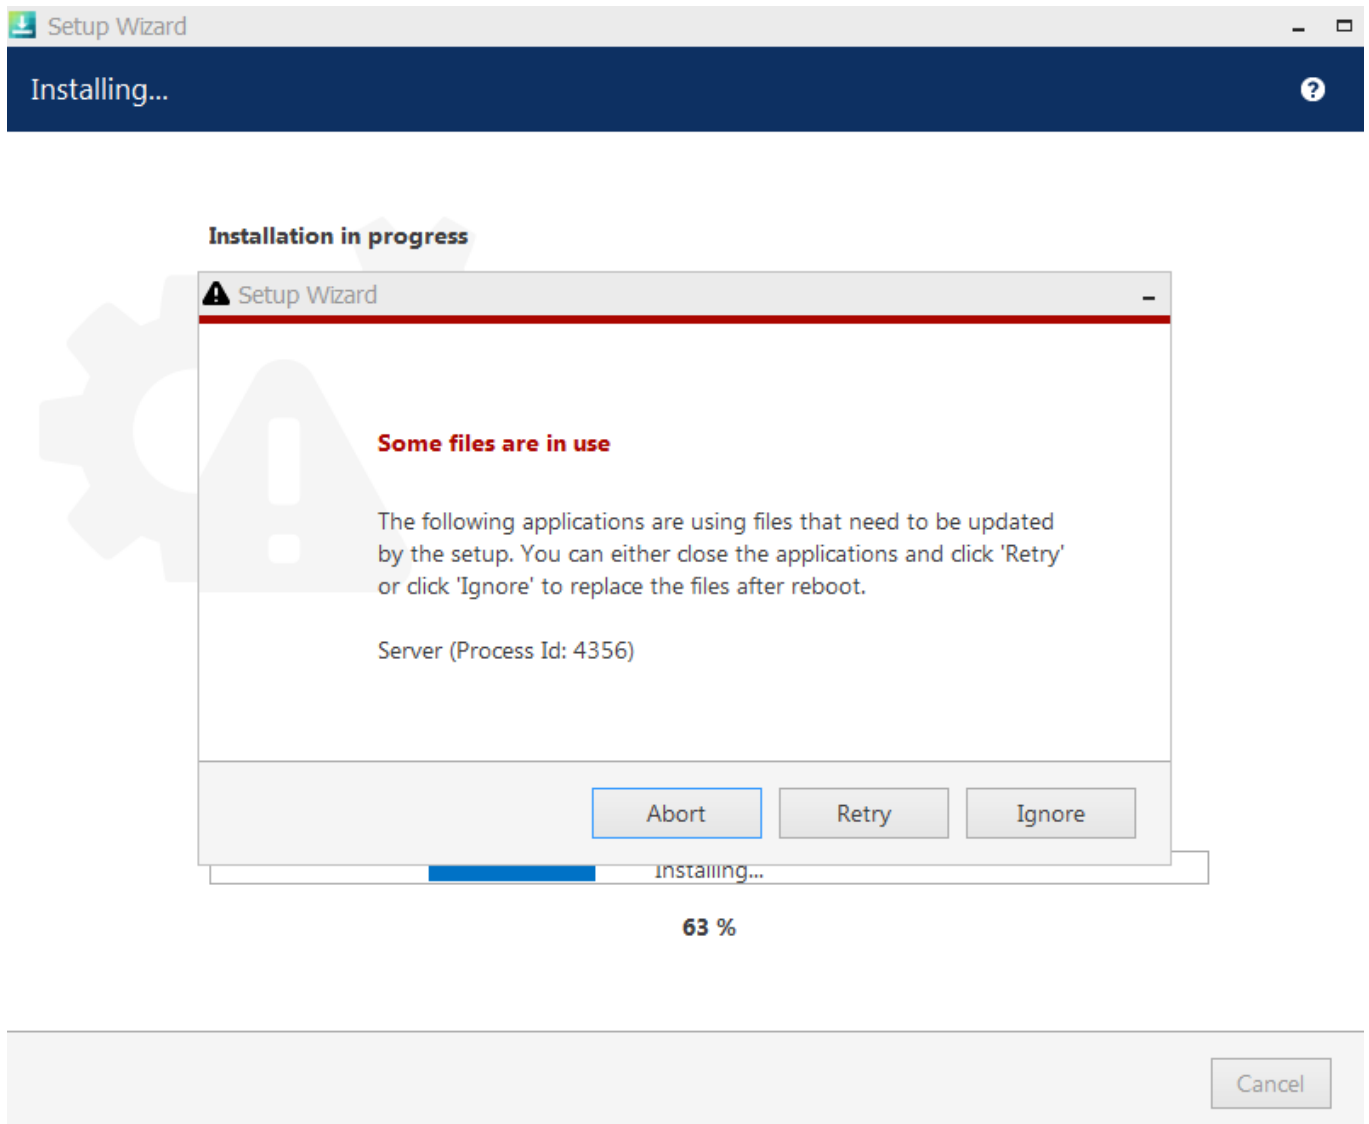 Setup Wizard
Installing...
Installation in progress
Setup Wizard
Some files are in use
The following applications are using files that need to be updated
by the setup. You can either close the applications and click 'Retry'
or click 'Ignore' to replace the files after reboot.
Server (Process Id: 4356)
Abort
Retry
Ignore
Installing...
63 %
Cancel